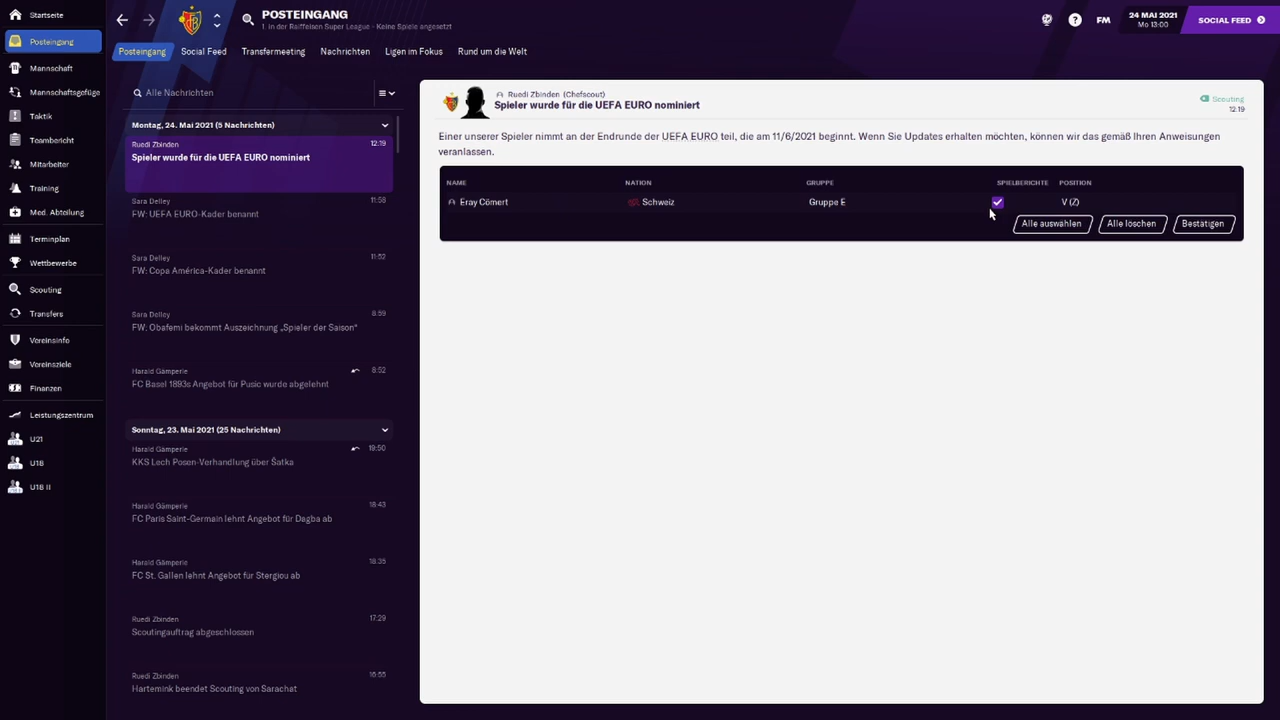 Startseite
Posteingang
Mannschaft
Mannschaftsgefüge
Taktik
Teambericht
Mitarbeiter
Training
Med. Abteilung
Terminplan
Wettbewerbe
Scouting
Transfers
Vereinsinfo
Vereinsziele
Finanzen
Leistungszentrum
U21
U18
U18 II
POSTEINGANG
1. in der Raiffeisen Super League - Keine Spiele angesetzt
FM
24 MAI 2021
Mo 13:00
SOCIAL FEED
Posteingang Social Feed Transfermeeting Nachrichten Ligen im Fokus Rund um die Welt
Alle Nachrichten
Montag, 24. Mai 2021 (5 Nachrichten)
Ruedi Zbinden 12:19
Spieler wurde für die UEFA EURO nominiert
Sara Delley 11:56
FW: UEFA EURO-Kader benannt
Sara Delley 11:52
FW: Copa América-Kader benannt
Sara Delley 8:59
FW: Obafemi bekommt Auszeichnung „Spieler der Saison“
Harald Gämperle 8:52
FC Basel 1893s Angebot für Pusic wurde abgelehnt
Sonntag, 23. Mai 2021 (25 Nachrichten)
Harald Gämperle 19:50
KKS Lech Posen-Verhandlung über Šatka
Harald Gämperle 18:43
FC Paris Saint-Germain lehnt Angebot für Dagba ab
Harald Gämperle 18:35
FC St. Gallen lehnt Angebot für Stergiou ab
Ruedi Zbinden 17:29
Scoutingauftrag abgeschlossen
Ruedi Zbinden 16:55
Hartemink beendet Scouting von Sarachat
Ruedi Zbinden (Chefscout)
Spieler wurde für die UEFA EURO nominiert
Scouting
12:19
Einer unserer Spieler nimmt an der Endrunde der UEFA EURO teil, die am 11/6/2021 beginnt. Wenn Sie Updates erhalten möchten, können wir das gemäß Ihren Anweisungen
veranlassen.
NAME NATION GRUPPE SPIELBERICHTE POSITION
Eray Cömert Schweiz Gruppe E V (Z)
Alle auswählen Alle löschen Bestätigen